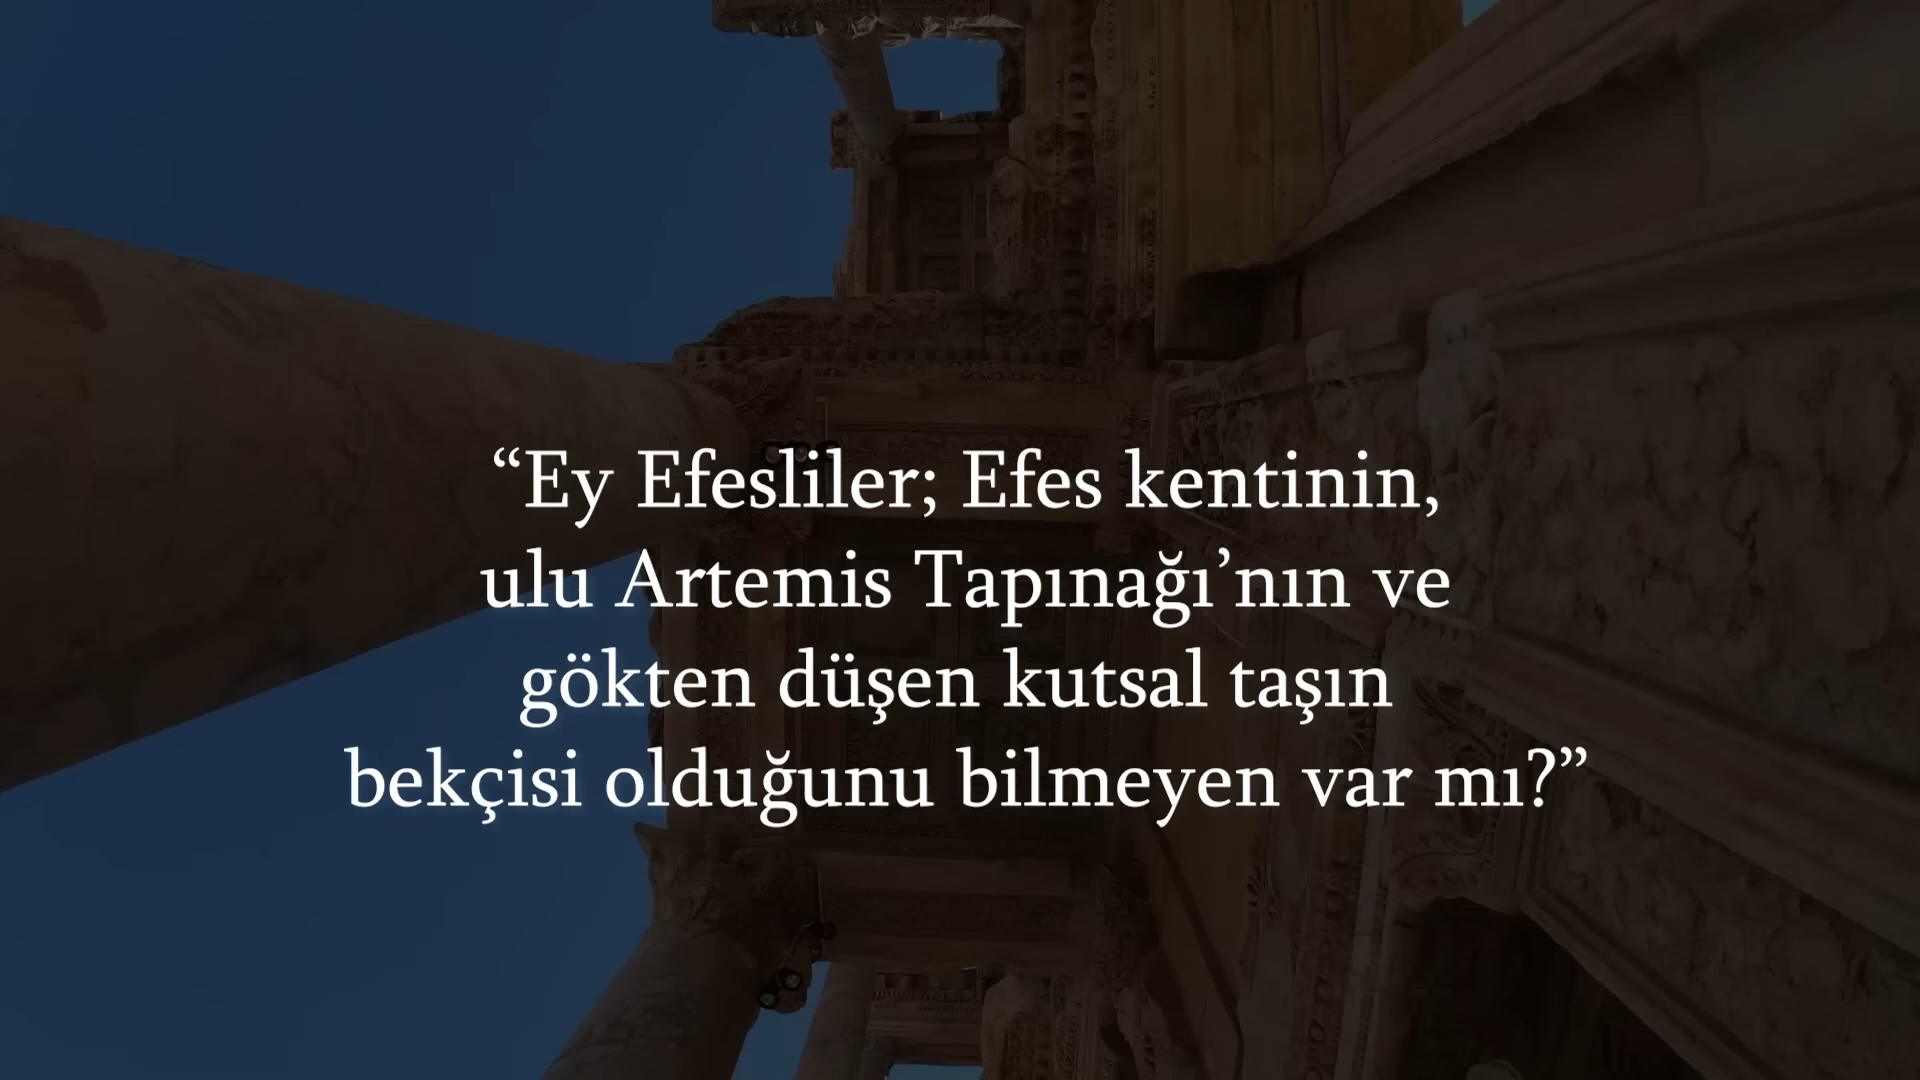 “Ey Efesliler; Efes kentinin,
ulu Artemis Tapınağı’nın ve
gökten düşen kutsal taşın
bekçisi olduğunu bilmeyen var mı?”